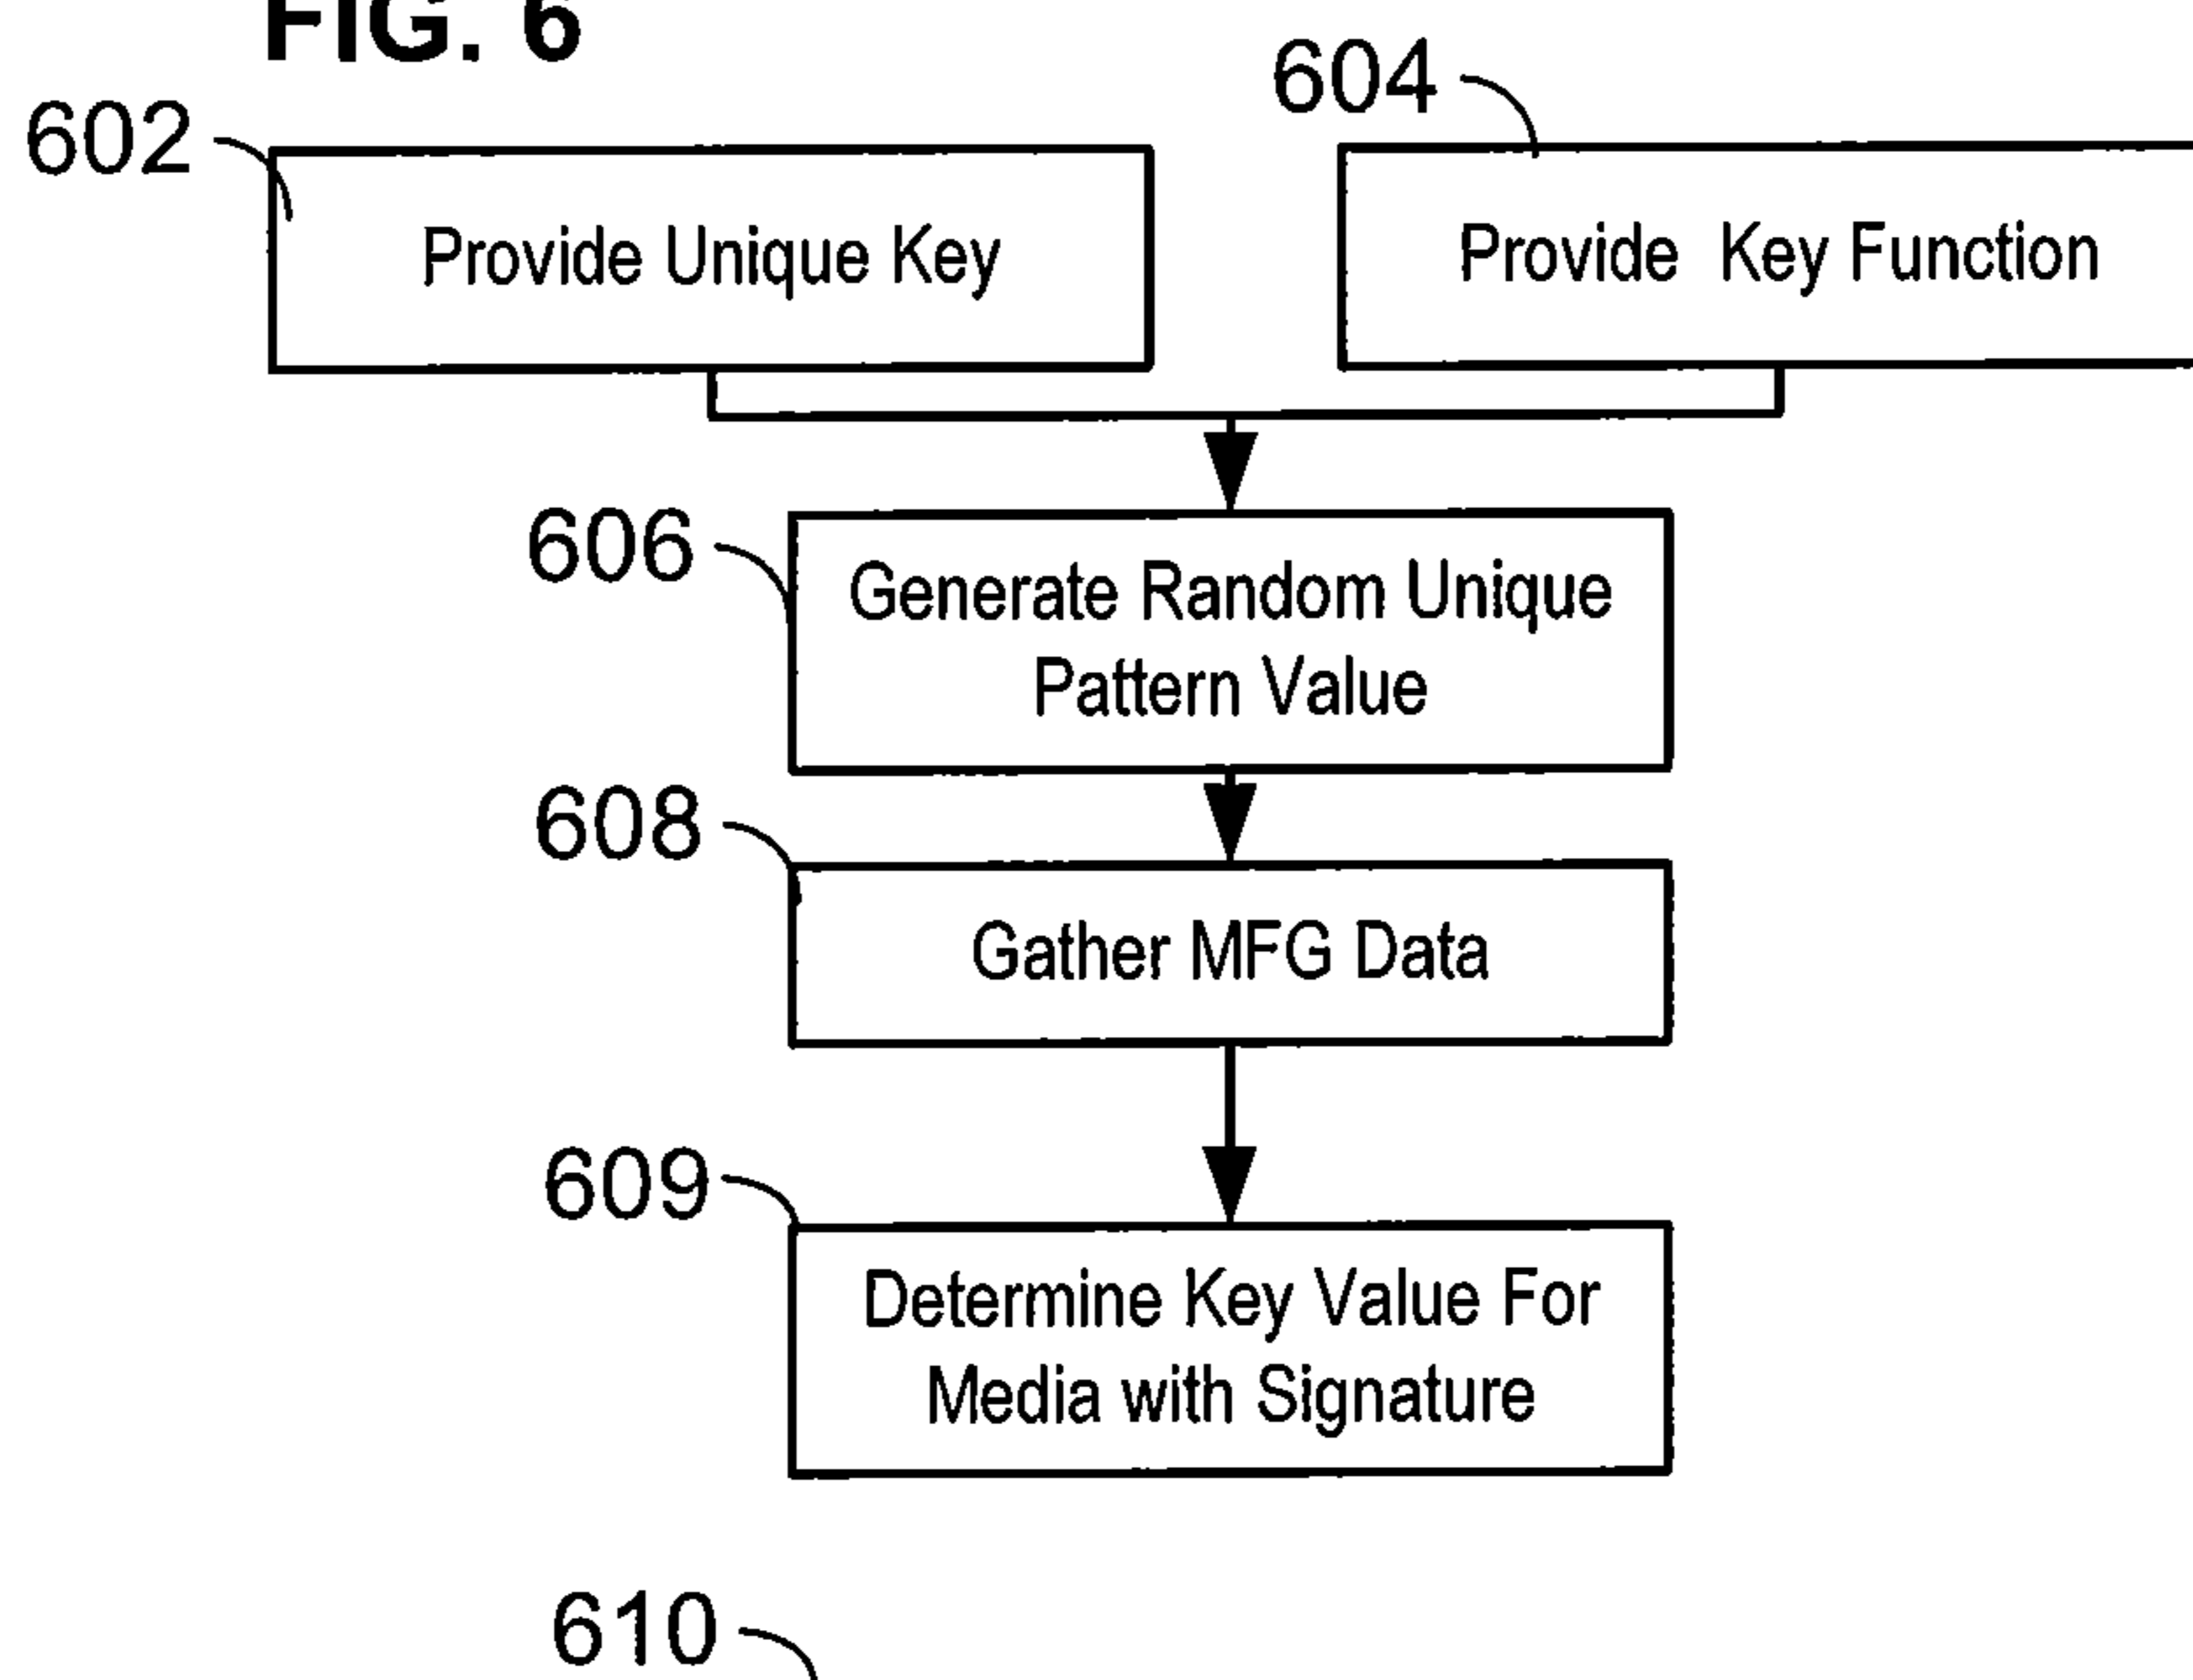 FIG. 6
602
604
Provide Unique Key
Provide Key Function
606
Generate Random Unique
Pattern Value
608
Gather MFG Data
609
Determine Key Value For
Media with Signature
610